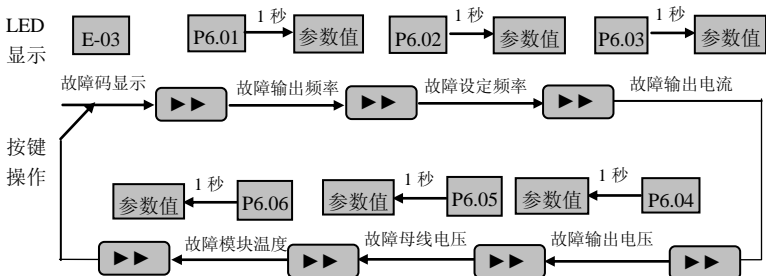 LED
显示
E-03
P6.01
1 秒
参数值
P6.02
1 秒
参数值
P6.03
1 秒
参数值
故障码显示
►►
故障输出频率
►►
故障设定频率
►►
故障输出电流
按键
操作
参数值
1 秒
P6.06
参数值
1 秒
P6.05
参数值
1 秒
P6.04
►►
故障模块温度
►►
故障母线电压
►►
故障输出电压
►►